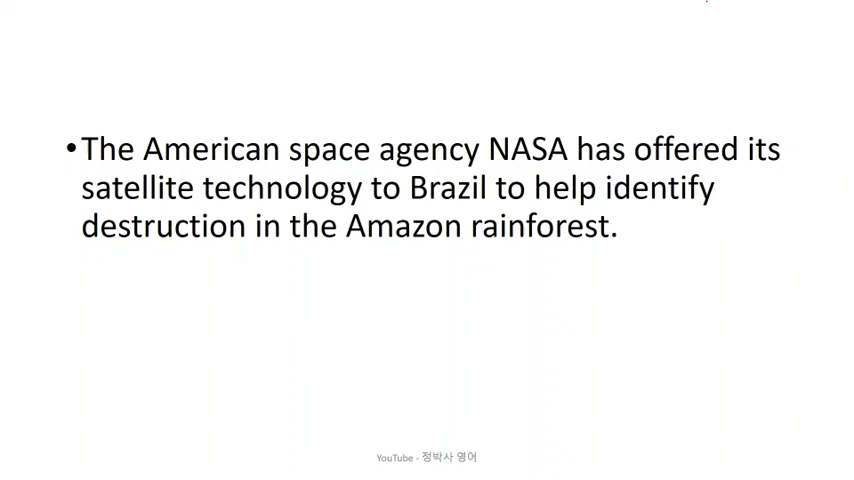 •The American space agency NASA has offered its
satellite technology to Brazil to help identify
destruction in the Amazon rainforest.
YouTube - 정박사 영어